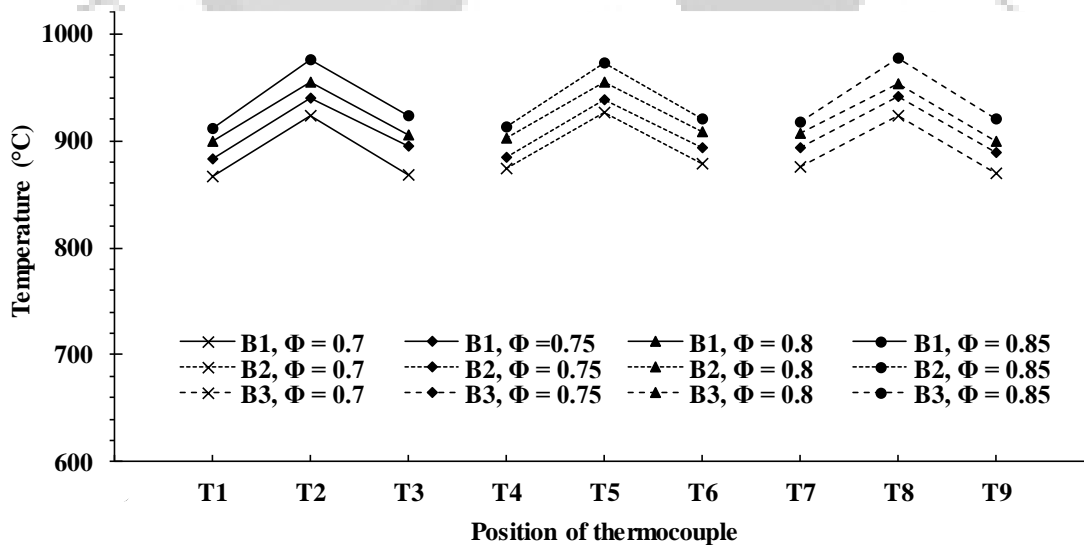 1000
900
800
700
600
Temperature (°C)
B1, Φ = 0.7
B1, Φ =0.75
B1, Φ = 0.8
B1, Φ = 0.85
B2, Φ = 0.7
B2, Φ = 0.75
B2, Φ = 0.8
B2, Φ = 0.85
B3, Φ = 0.7
B3, Φ = 0.75
B3, Φ = 0.8
B3, Φ = 0.85
T1 T2 T3 T4 T5 T6 T7 T8 T9
Position of thermocouple